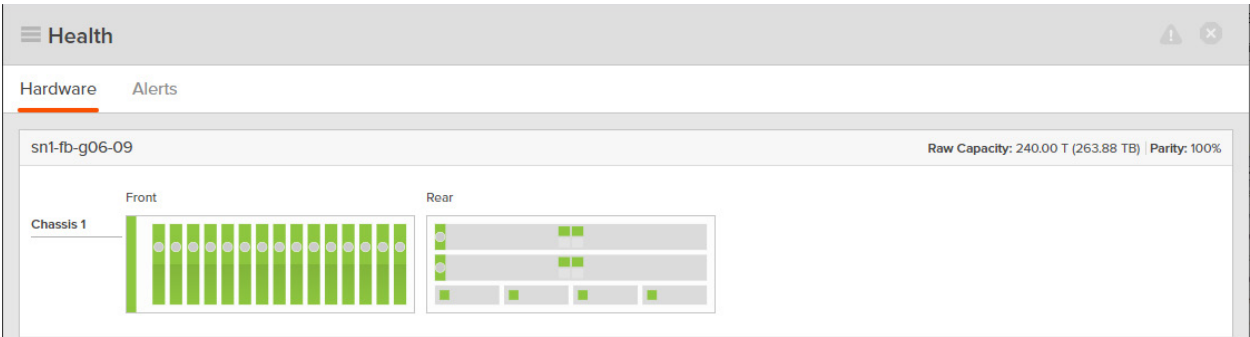 Health
Hardware Alerts
sn1-fb-g06-09 Raw Capacity: 240.00 T (263.88 TB) Parity: 100%
Front Rear
Chassis 1